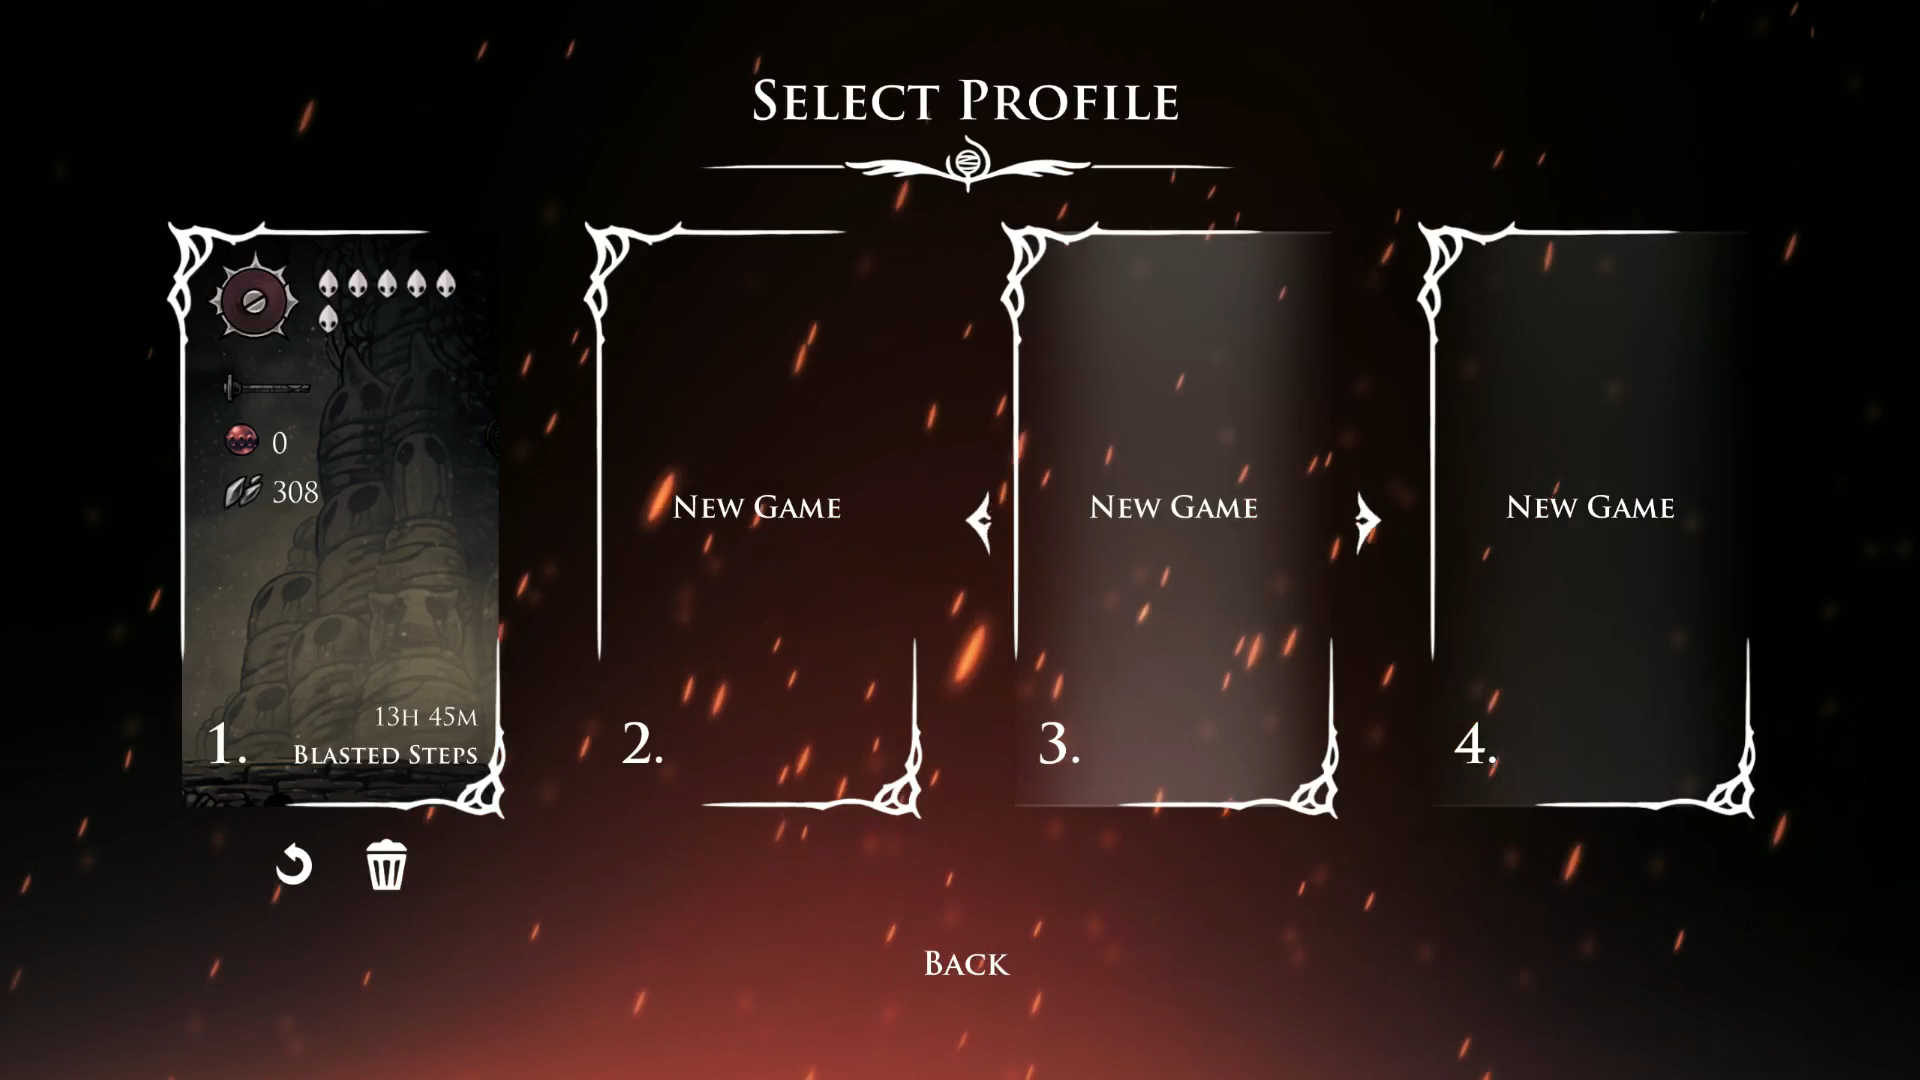 Select Profile
0
308
13h 45m
1. Blasted Steps
New Game
2.
New Game
3.
New Game
4.
Back